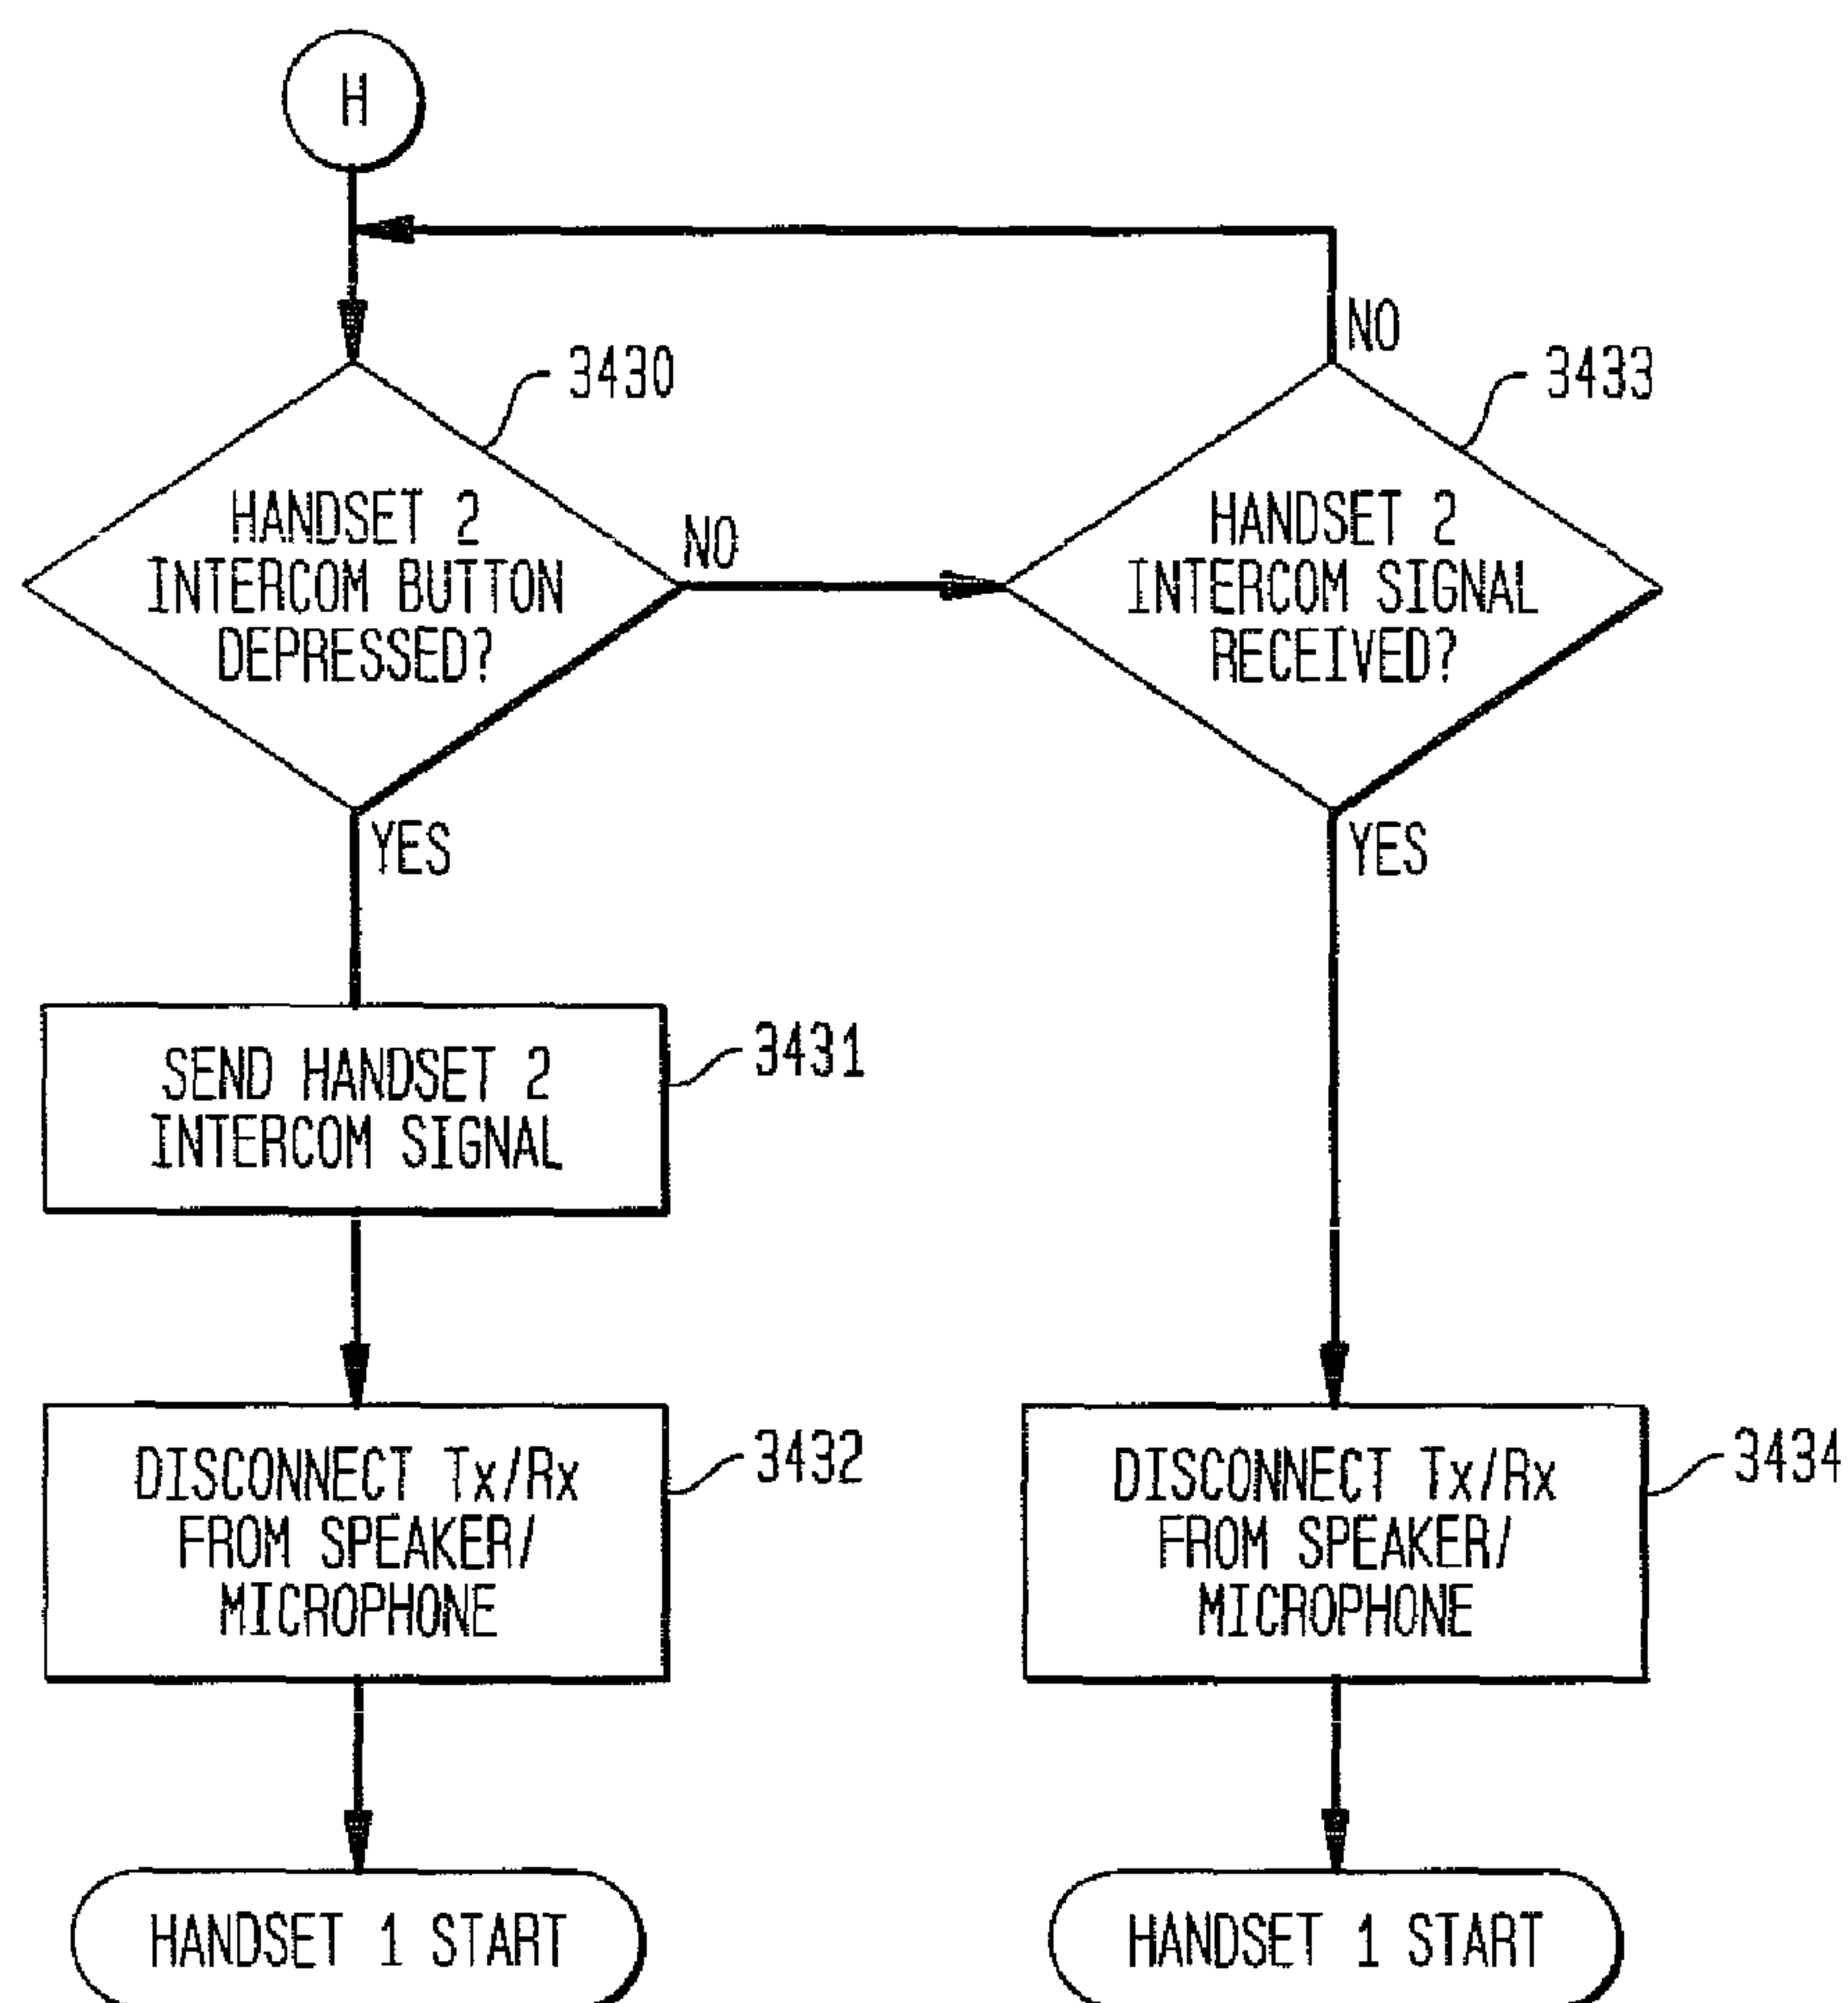 H
NO
3430
3433
HANDSET 2
INTERCOM BUTTON
DEPRESSED?
NO
HANDSET 2
INTERCOM SIGNAL
RECEIVED?
YES
YES
SEND HANDSET 2
INTERCOM SIGNAL
3431
DISCONNECT Tx/Rx
FROM SPEAKER/
MICROPHONE
3432
DISCONNECT Tx/Rx
FROM SPEAKER/
MICROPHONE
3434
HANDSET 1 START
HANDSET 1 START